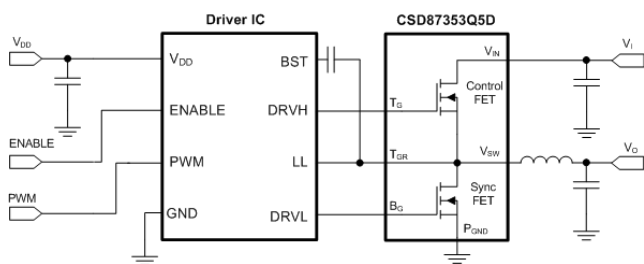 Driver IC
CSD87353Q5D
VDD
VDD
BST
VIN
VI
Control
FET
ENABLE
DRVH
TG
ENABLE
PWM
LL
TGR
VSW
VO
PWM
Sync
FET
GND
DRVL
BG
PGND